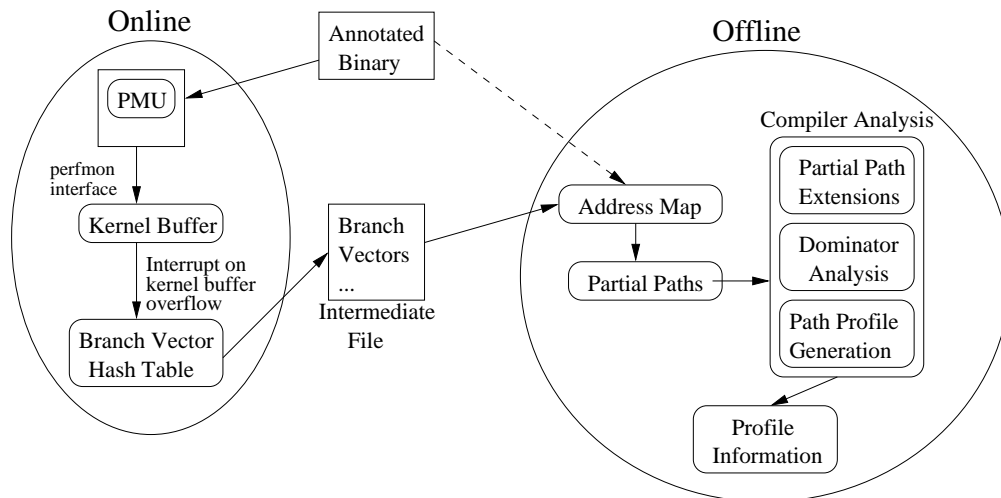 Online
Annotated
Binary
Offline
PMU
perfmon
interface
Kernel Buffer
Interrupt on
kernel buffer
overflow
Branch Vector
Hash Table
Branch
Vectors
...
Intermediate
File
Address Map
Partial Paths
Compiler Analysis
Partial Path
Extensions
Dominator
Analysis
Path Profile
Generation
Profile
Information